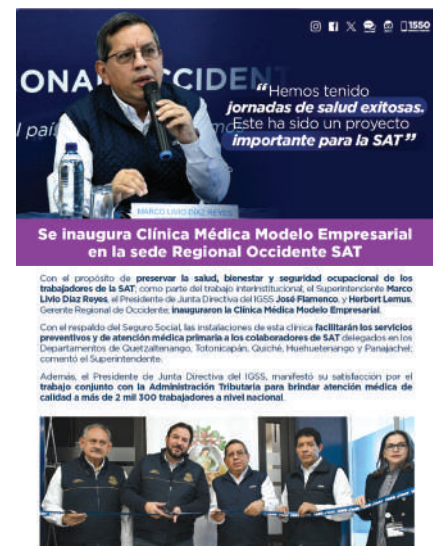 1550
ONAL OCCIDENT
l país
“Hemos tenido
jornadas de salud exitosas.
Este ha sido un proyecto
importante para la SAT”
MARCO LIVIO DÍAZ REYES
Se inaugura Clínica Médica Modelo Empresarial
en la sede Regional Occidente SAT
Con el propósito de preservar la salud, bienestar y seguridad ocupacional de los
trabajadores de la SAT; como parte del trabajo interinstitucional, el Superintendente Marco
Livio Díaz Reyes, el Presidente de Junta Directiva del IGSS José Flamenco, y Herbert Lemus,
Gerente Regional de Occidente; inauguraron la Clínica Médica Modelo Empresarial.
Con el respaldo del Seguro Social, las instalaciones de esta clínica facilitarán los servicios
preventivos y de atención médica primaria a los colaboradores de SAT delegados en los
Departamentos de Quetzaltenango, Totonicapán, Quiché, Huehuetenango y Panajachel;
comentó el Superintendente.
Además, el Presidente de Junta Directiva del IGSS, manifestó su satisfacción por el
trabajo conjunto con la Administración Tributaria para brindar atención médica de
calidad a más de 2 mil 300 trabajadores a nivel nacional.